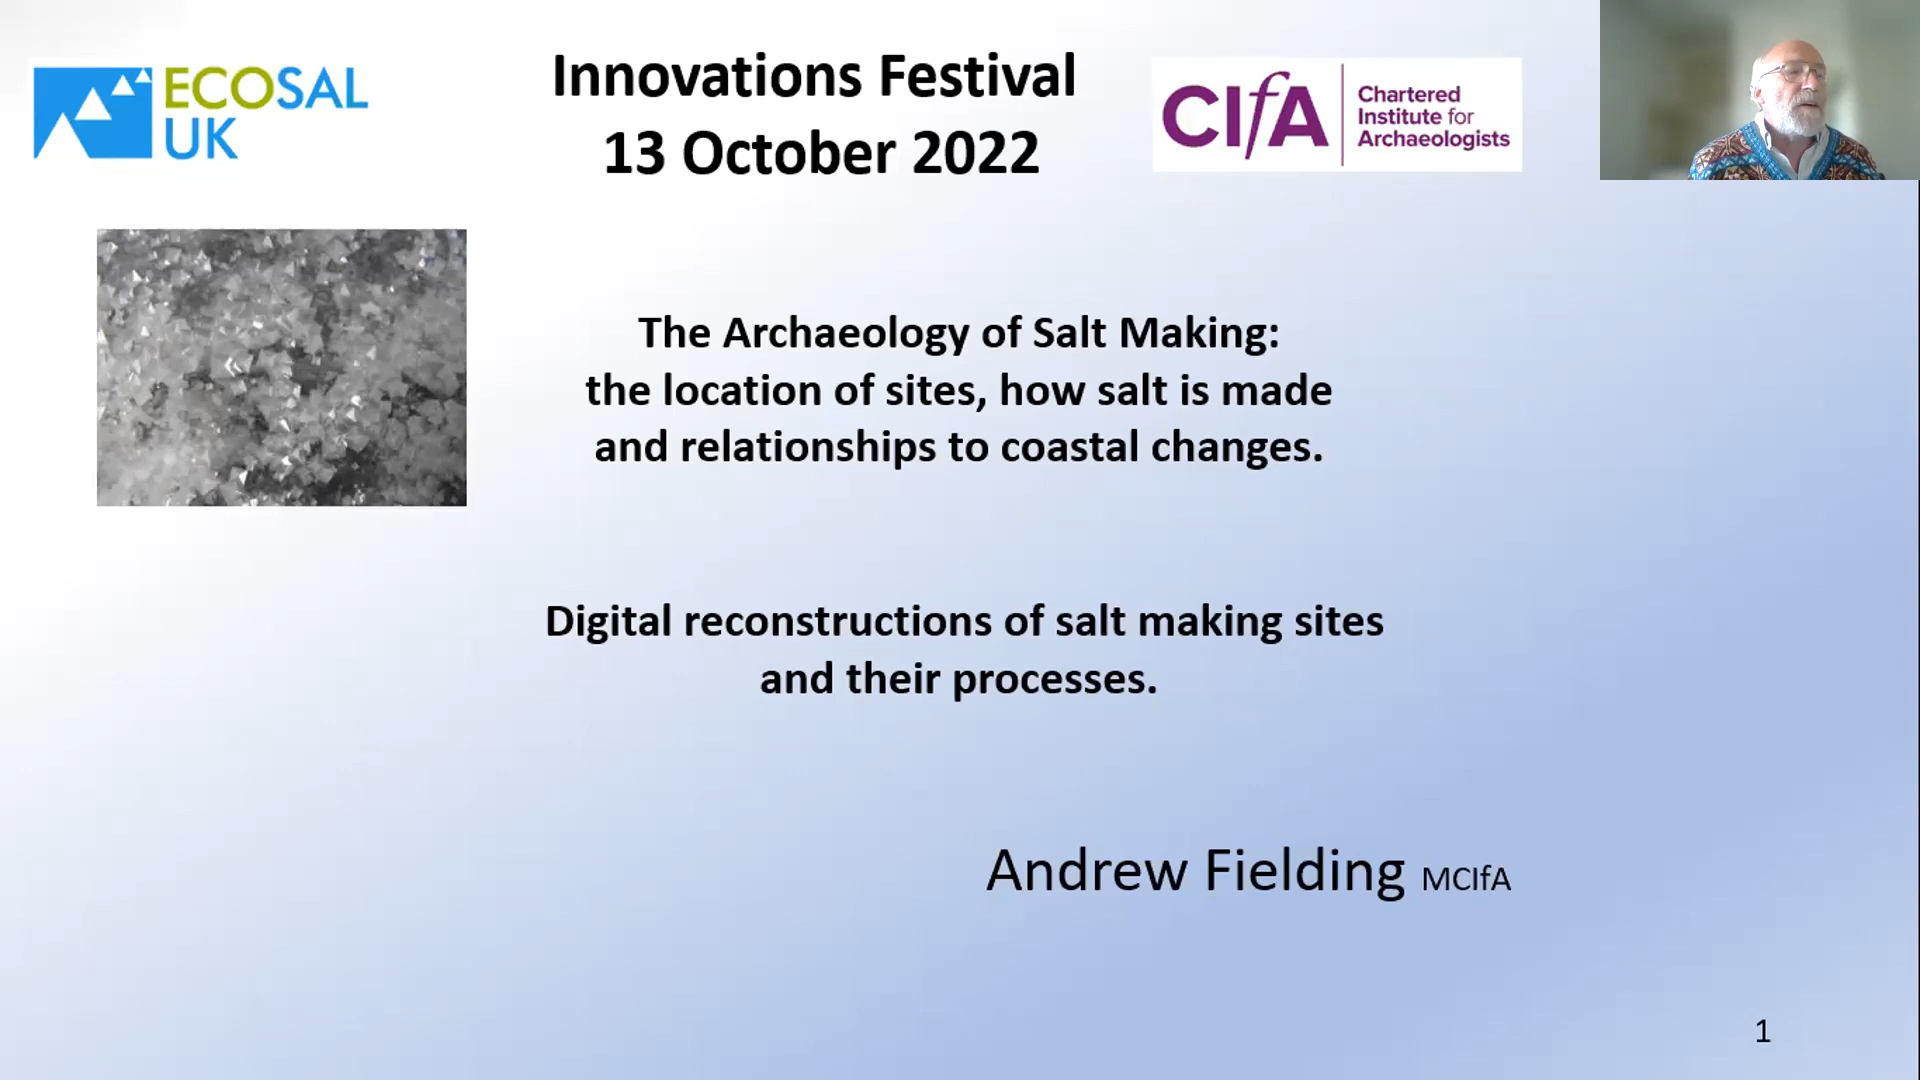 ECOSAL
UK
Innovations Festival
13 October 2022
CIfA
Chartered
Institute for
Archaeologists
The Archaeology of Salt Making:
the location of sites, how salt is made
and relationships to coastal changes.
Digital reconstructions of salt making sites
and their processes.
Andrew Fielding MCIfA
1